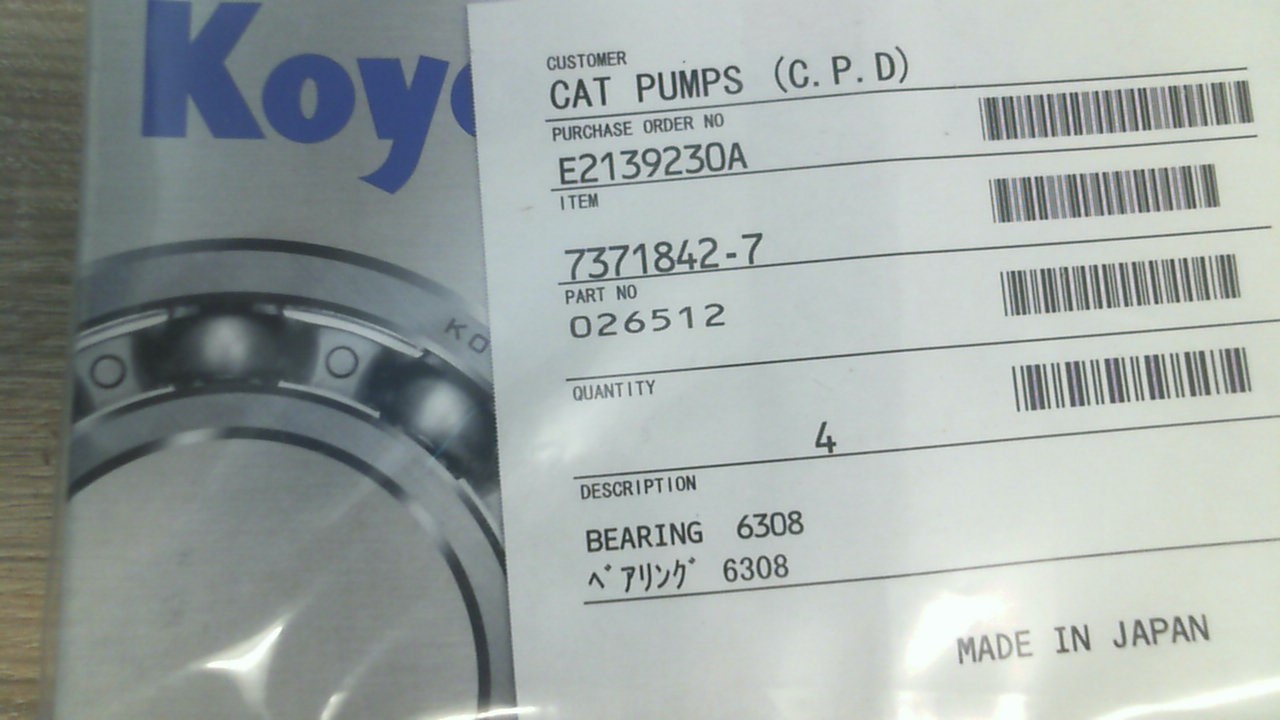 Koyo
KO
CUSTOMER
CAT PUMPS (C.P.D)
PURCHASE ORDER NO
E2139230A
ITEM
7371842-7
PART NO
026512
QUANTITY
4
DESCRIPTION
BEARING 6308
ベアリング 6308
MADE IN JAPAN